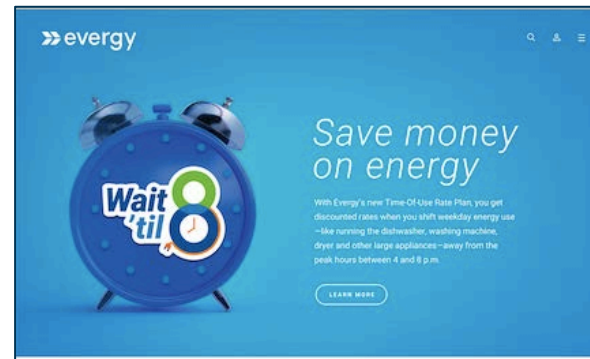 evergy
Wait
'til
8
Save money
on energy
With Evergy's new Time-Of-Use Rate Plan, you get
discounted rates when you shift weekday energy use
—like running the dishwasher, washing machine,
dryer and other large appliances—away from the
peak hours between 4 and 8 p.m.
LEARN MORE